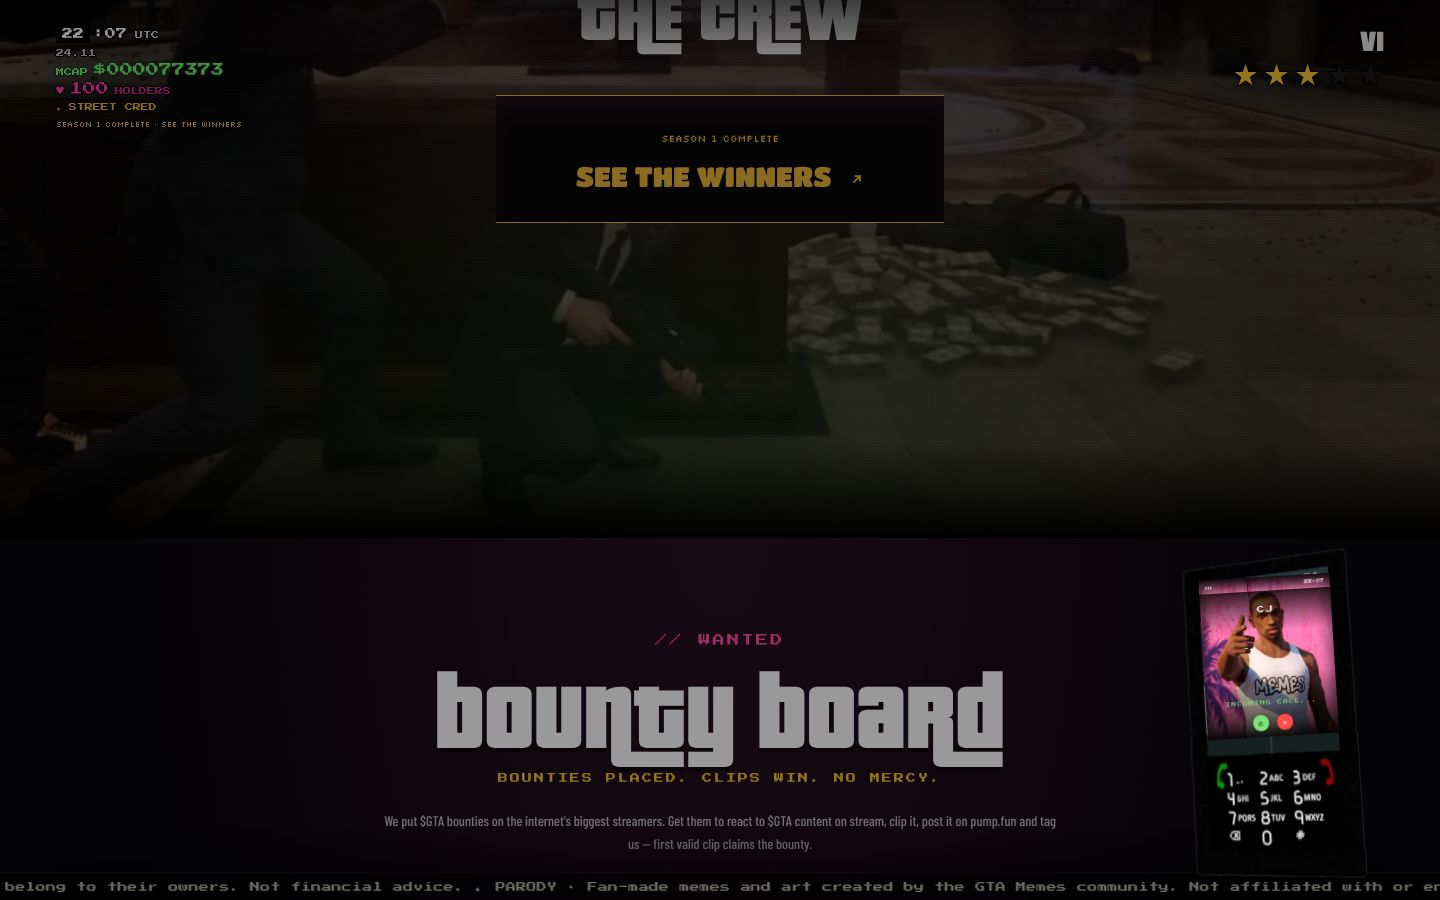 THE CREW
22 :07 UTC
24.11
MCAP $000077373
♥ 100 HOLDERS
★ STREET CRED
SEASON 1 COMPLETE · SEE THE WINNERS
VI
SEASON 1 COMPLETE
SEE THE WINNERS ↗
// WANTED
bounty board
BOUNTIES PLACED. CLIPS WIN. NO MERCY.
We put $GTA bounties on the internet's biggest streamers. Get them to react to $GTA content on stream, clip it, post it on pump.fun and tag
us — first valid clip claims the bounty.
22:07
CJ
MEMES
INCOMING CALL...
1.. 2ABC 3DEF
4GHI 5JKL 6MNO
7PQRS 8TUV 9WXYZ
0 #
belong to their owners. Not financial advice. ★ PARODY · Fan-made memes and art created by the GTA Memes community. Not affiliated with or en